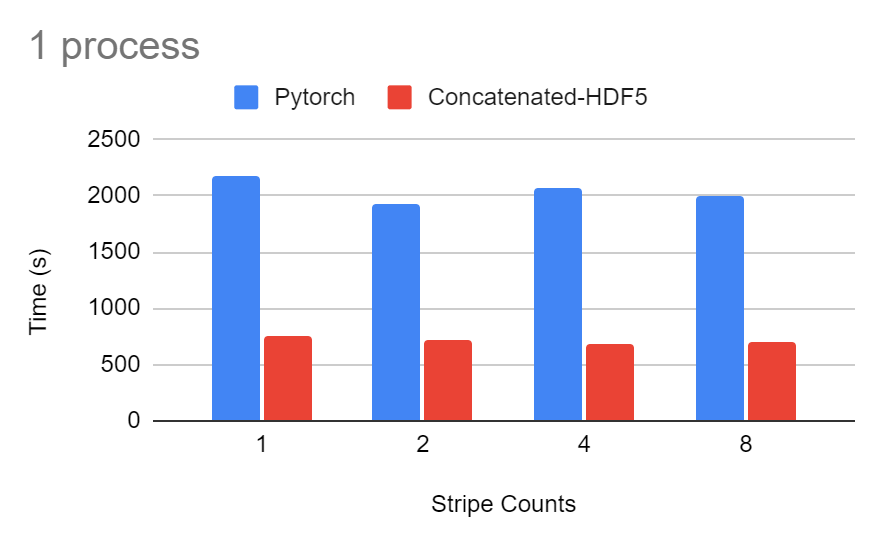 1 process
Pytorch Concatenated-HDF5
2500
2000
1500
1000
500
0
Time (s)
1 2 4 8
Stripe Counts